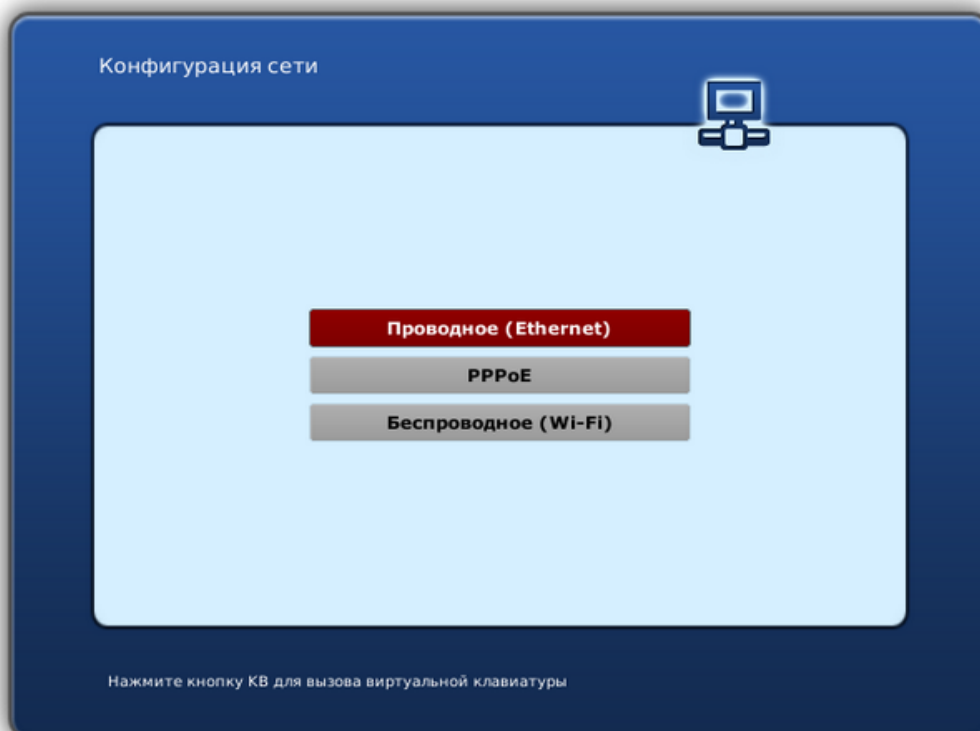 Конфигурация сети
Проводное (Ethernet)
PPPoE
Беспроводное (Wi-Fi)
Нажмите кнопку KB для вызова виртуальной клавиатуры